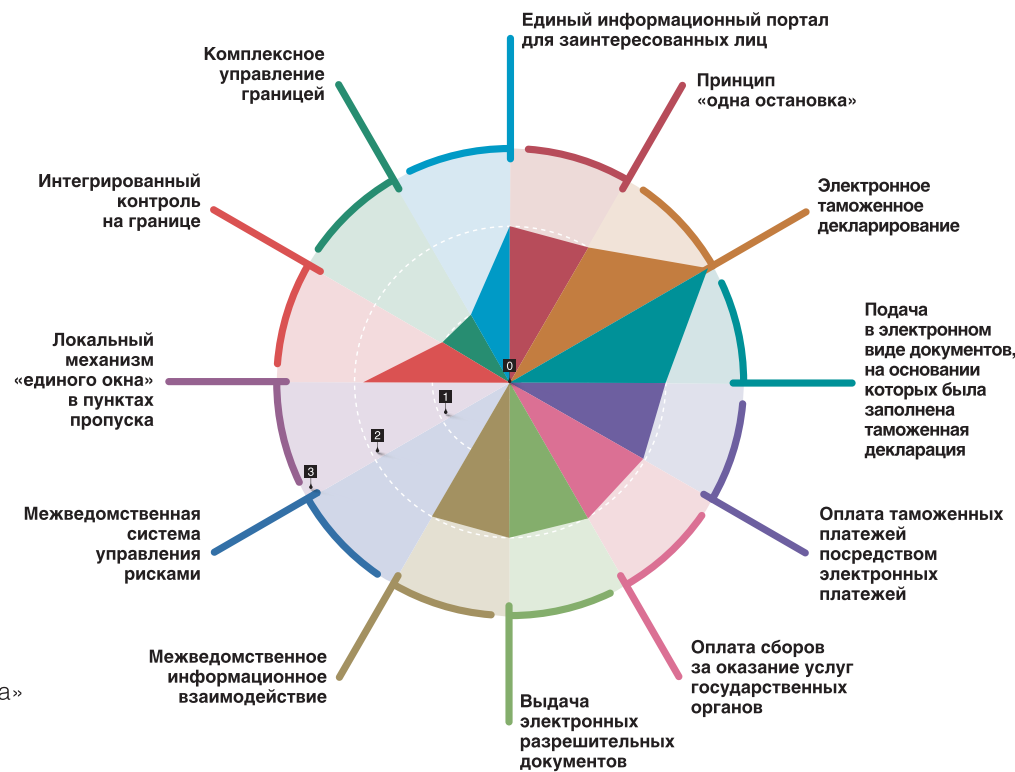 Единый информационный портал
для заинтересованных лиц
Принцип
«одна остановка»
Электронное
таможенное
декларирование
Подача
в электронном
виде документов,
на основании
которых была
заполнена
таможенная
декларация
Оплата таможенных
платежей
посредством
электронных
платежей
Оплата сборов
за оказание услуг
государственных
органов
Выдача
электронных
разрешительных
документов
Межведомственное
информационное
взаимодействие
Межведомственная
система
управления
рисками
Локальный
механизм
«единого окна»
в пунктах
пропуска
Интегрированный
контроль
на границе
Комплексное
управление
границей
0
1
2
3
а»